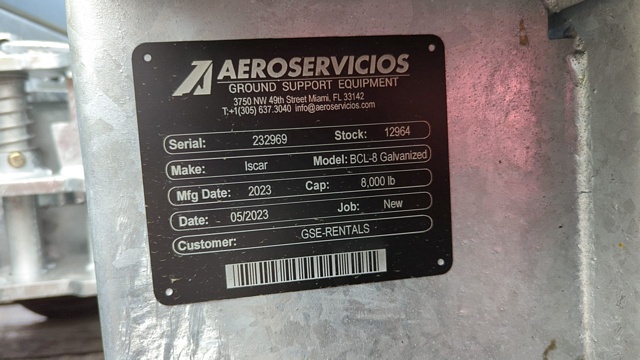 AEROSERVICIOS
GROUND SUPPORT EQUIPMENT
3750 NW 49th Street Miami, FL 33142
T:+1(305) 637.3040 info@aeroservicios.com
Serial: 232969 Stock: 12964
Make: Iscar Model: BCL-8 Galvanized
Mfg Date: 2023 Cap: 8,000 lb
Date: 05/2023 Job: New
Customer: GSE-RENTALS